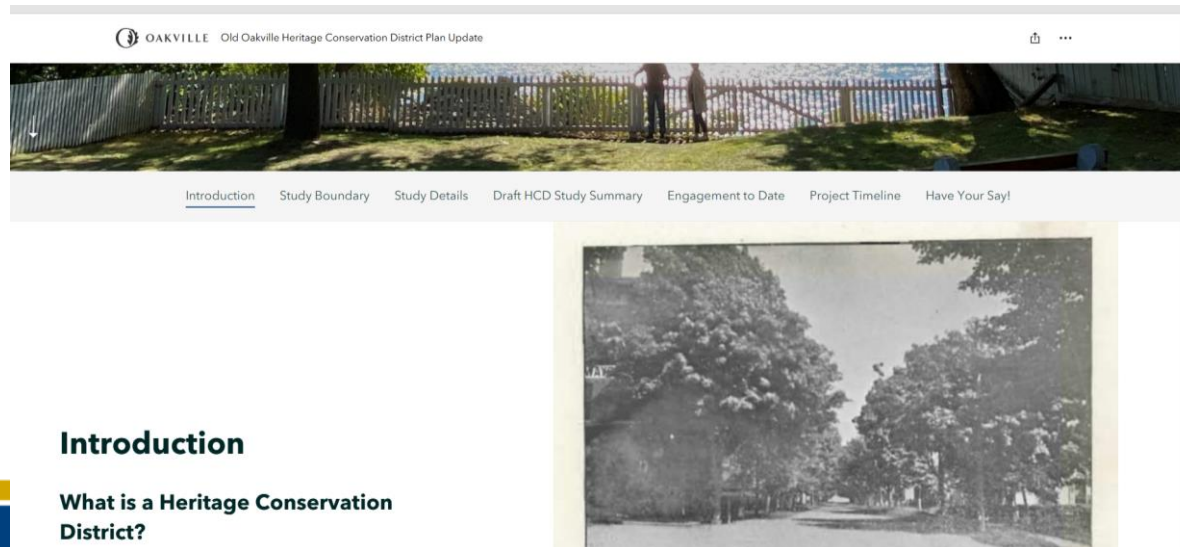 OAKVILLE Old Oakville Heritage Conservation District Plan Update
Introduction Study Boundary Study Details Draft HCD Study Summary Engagement to Date Project Timeline Have Your Say!
Introduction
What is a Heritage Conservation
District?